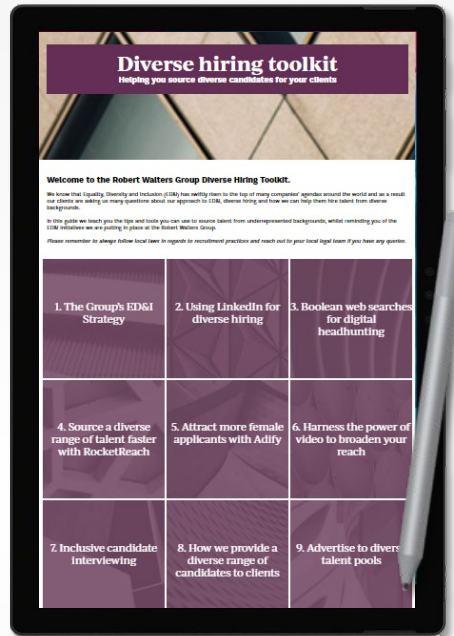 Diverse hiring toolkit
Helping you source diverse candidates for your clients
Welcome to the Robert Walters Group Diverse Hiring Toolkit.
We know that Equality, Diversity and Inclusion (ED&I) has swiftly risen to the top of many companies' agendas around the world and as a result
our clients are asking us many questions about our approach to ED&I, diverse hiring and how we can help them hire talent from diverse
backgrounds.
In this guide we teach you the tips and tools you can use to source talent from underrepresented backgrounds, whilst reminding you of the
ED&I initiatives we are putting in place at the Robert Walters Group.
Please remember to always follow local laws in regards to recruitment practices and reach out to your local legal team if you have any queries.
1. The Group's ED&I
Strategy
2. Using LinkedIn for
diverse hiring
3. Boolean web searches
for digital
headhunting
4. Source a diverse
range of talent faster
with RocketReach
5. Attract more female
applicants with Adify
6. Harness the power of
video to broaden your
reach
7. Inclusive candidate
interviewing
8. How we provide a
diverse range of
candidates to clients
9. Advertise to divers
talent pools